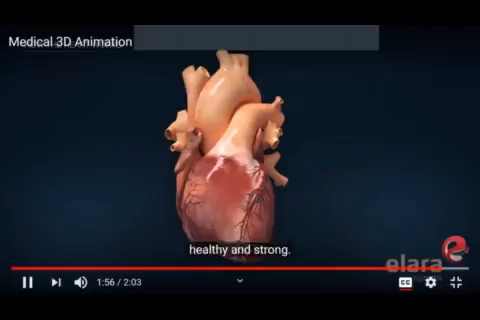 Medical 3D Animation
healthy and strong.
elara
1:56 / 2:03
CC